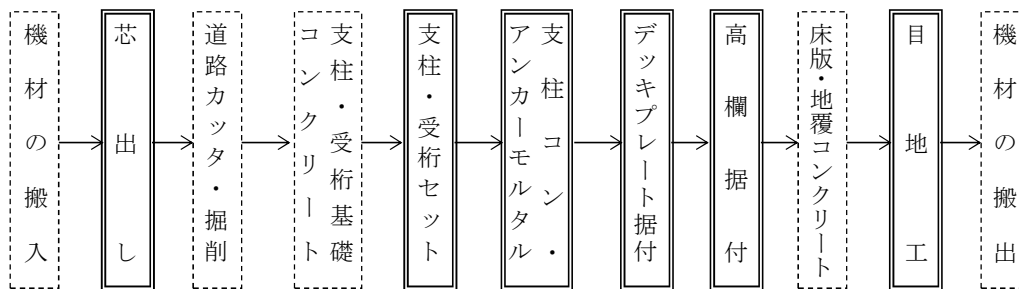 機材の搬入
芯出し
道路カッタ・掘削
支柱・受桁基礎
コンクリート
支柱・受桁セット
支柱コン・
アンカーモルタル
デッキプレート据付
高欄据付
床版・地覆コンクリート
目地工
機材の搬出